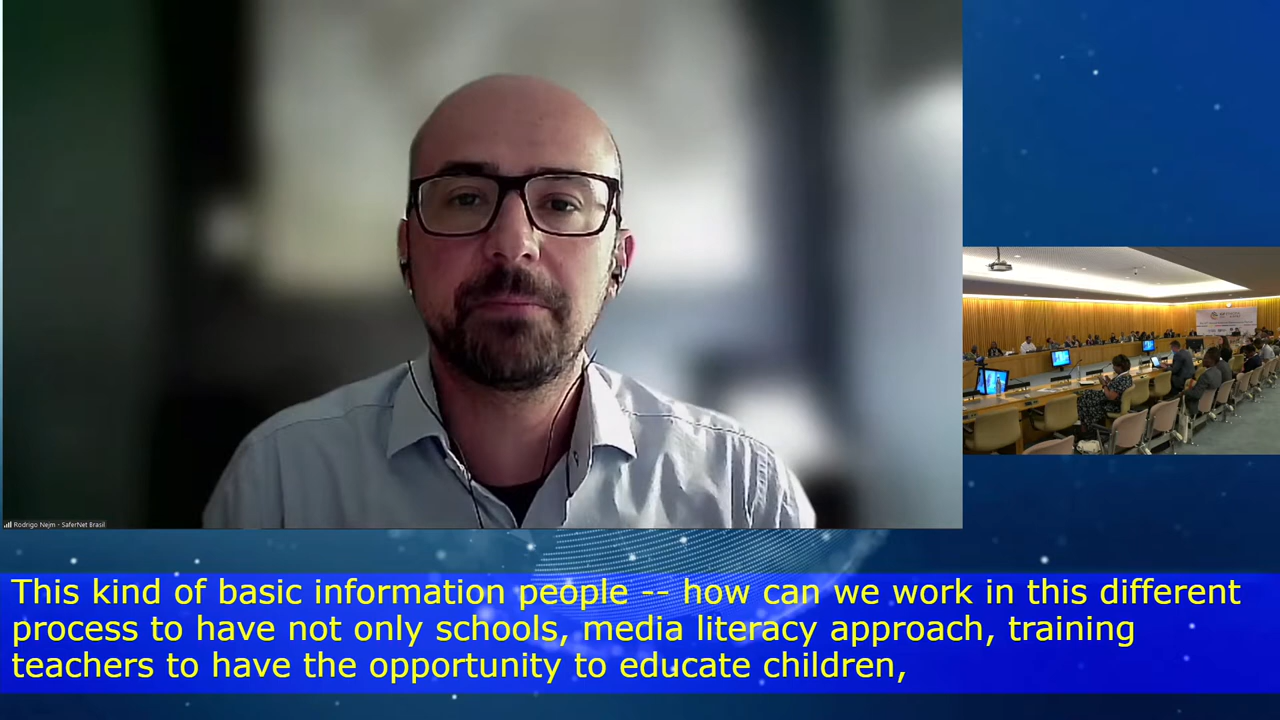 Rodrigo Nejm - SaferNet Brasil
This kind of basic information people -- how can we work in this different
process to have not only schools, media literacy approach, training
teachers to have the opportunity to educate children,